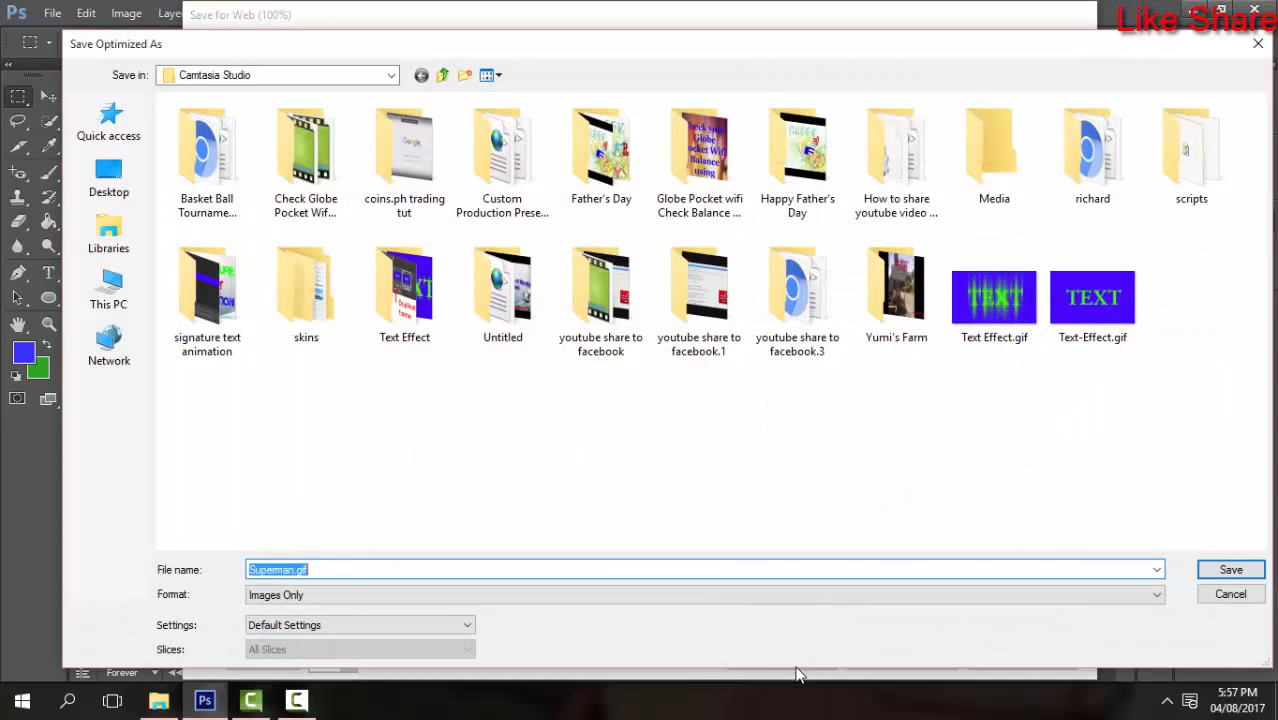 Ps File Edit Image Laye
Save for Web (100%)
Like Share
Save Optimized As
Save in: Camtasia Studio
Quick access
Desktop
Libraries
This PC
Network
Basket Ball
Tourname...
Check Globe
Pocket Wif...
coins.ph trading
tut
Custom
Production Prese...
Father's Day
Globe Pocket wifi
Check Balance ...
Happy Father's
Day
How to share
youtube video ...
Media
richard
scripts
signature text
animation
skins
Text Effect
Untitled
youtube share to
facebook
youtube share to
facebook.1
youtube share to
facebook.3
Yumi's Farm
TEXT
Text Effect.gif
TEXT
Text-Effect.gif
File name: Superman.gif
Save
Format: Images Only
Cancel
Settings: Default Settings
Slices: All Slices
Forever
Ps
5:57 PM
04/08/2017